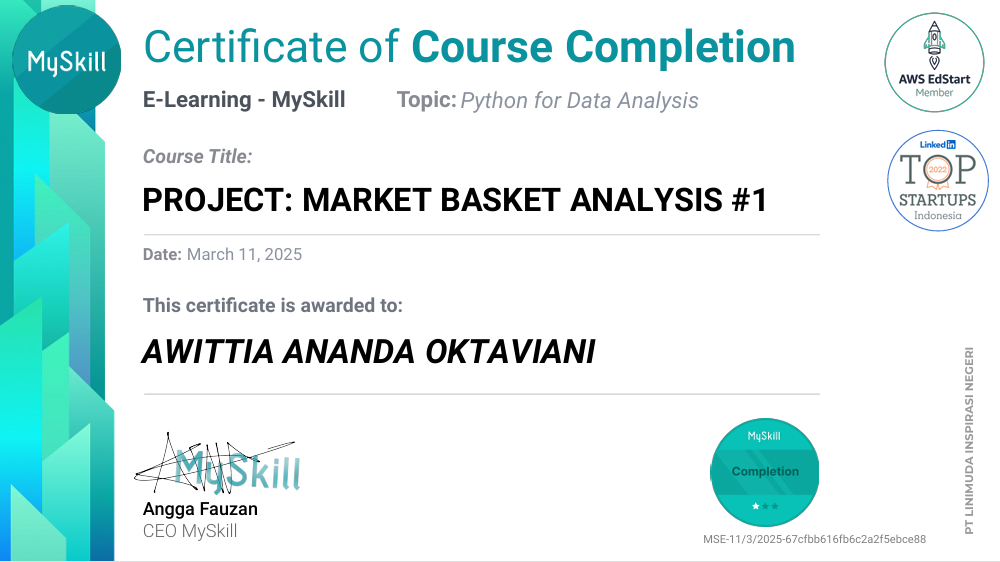 MySkill
Certificate of Course Completion
E-Learning - MySkill
Topic: Python for Data Analysis
AWS EdStart
Member
Course Title:
PROJECT: MARKET BASKET ANALYSIS #1
LinkedIn
TOP
2022
STARTUPS
Indonesia
Date: March 11, 2025
This certificate is awarded to:
AWITTIA ANANDA OKTAVIANI
MySkill
Angga Fauzan
CEO MySkill
MySkill
Completion
MSE-11/3/2025-67cfbb616fb6c2a2f5ebce88
PT LINIMUDA INSPIRASI NEGERI